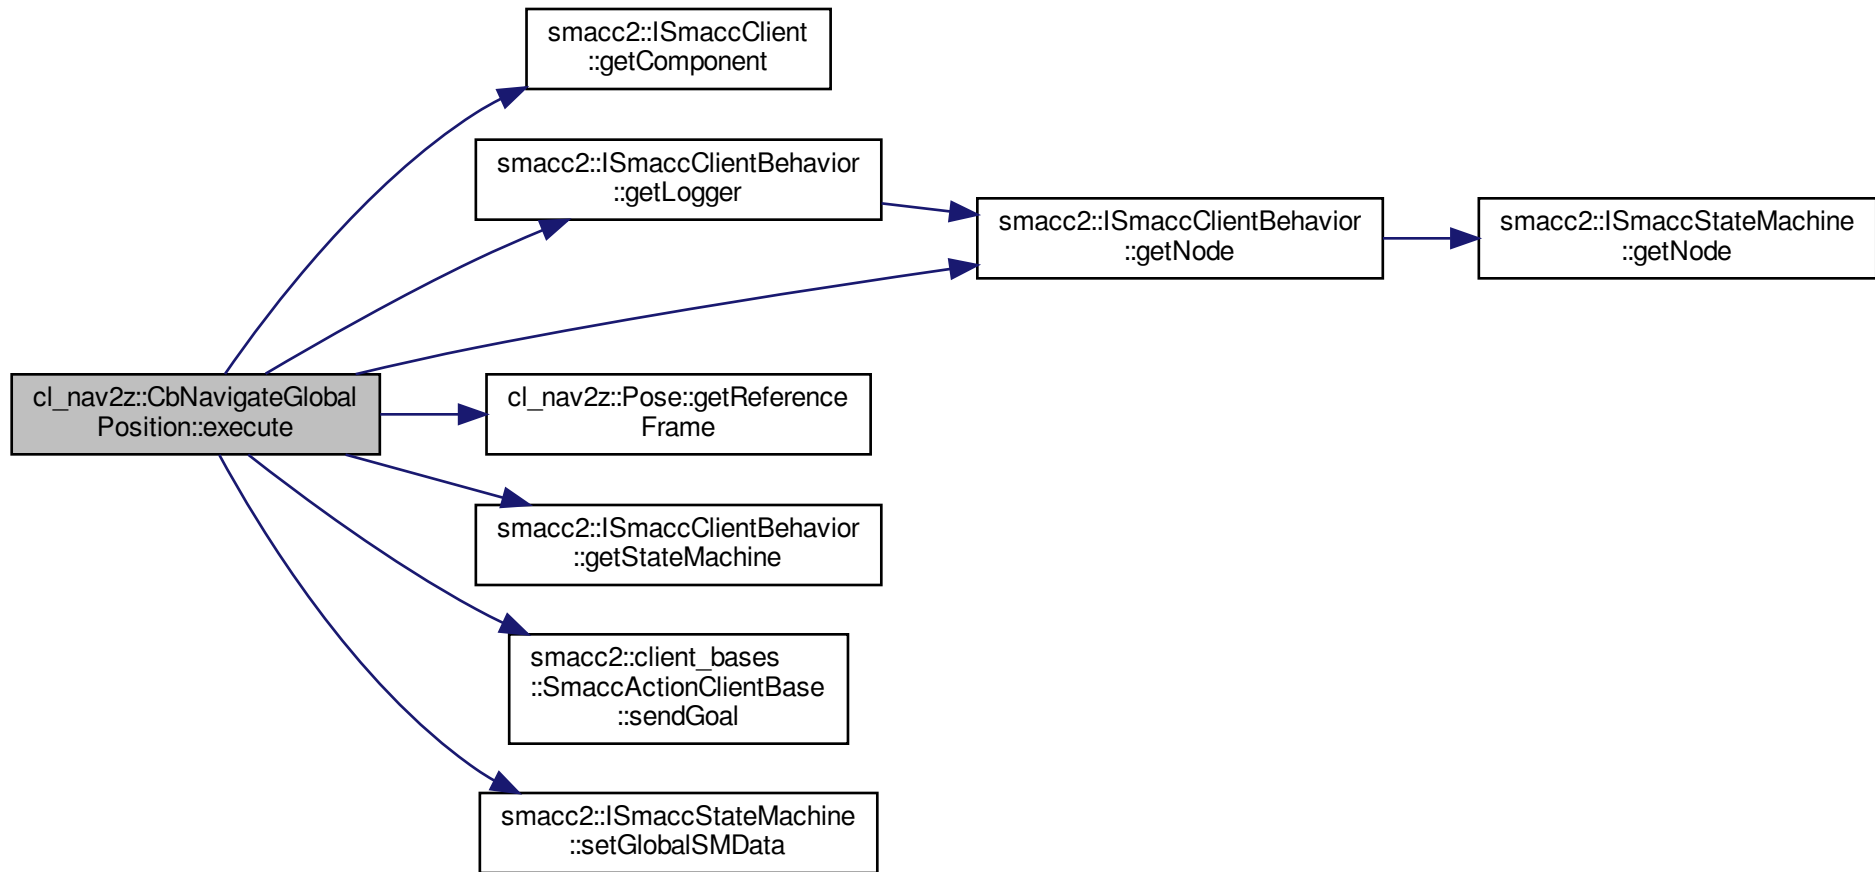 smacc2::ISmaccClient
::getComponent
smacc2::ISmaccClientBehavior
::getLogger
smacc2::ISmaccClientBehavior
::getNode
smacc2::ISmaccStateMachine
::getNode
cl_nav2z::CbNavigateGlobal
Position::execute
cl_nav2z::Pose::getReference
Frame
smacc2::ISmaccClientBehavior
::getStateMachine
smacc2::client_bases
::SmaccActionClientBase
::sendGoal
smacc2::ISmaccStateMachine
::setGlobalSMData